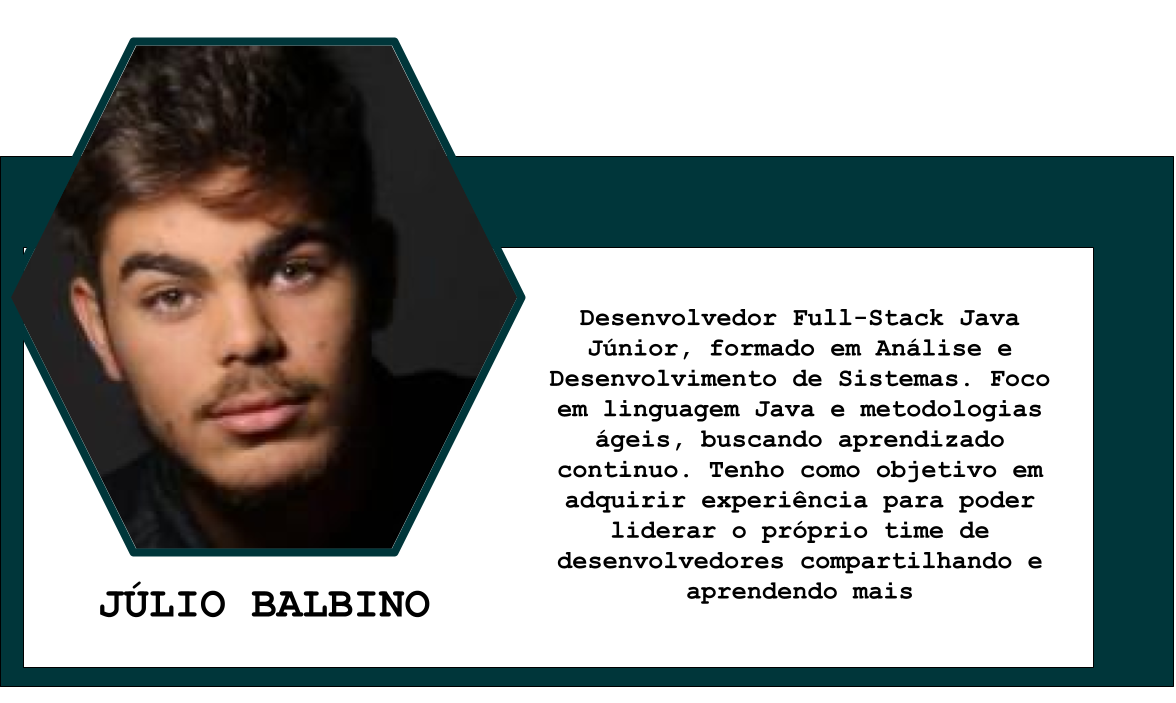 Desenvolvedor Full-Stack Java
Júnior, formado em Análise e
Desenvolvimento de Sistemas. Foco
em linguagem Java e metodologias
ágeis, buscando aprendizado
continuo. Tenho como objetivo em
adquirir experiência para poder
liderar o próprio time de
desenvolvedores compartilhando e
aprendendo mais
JÚLIO BALBINO